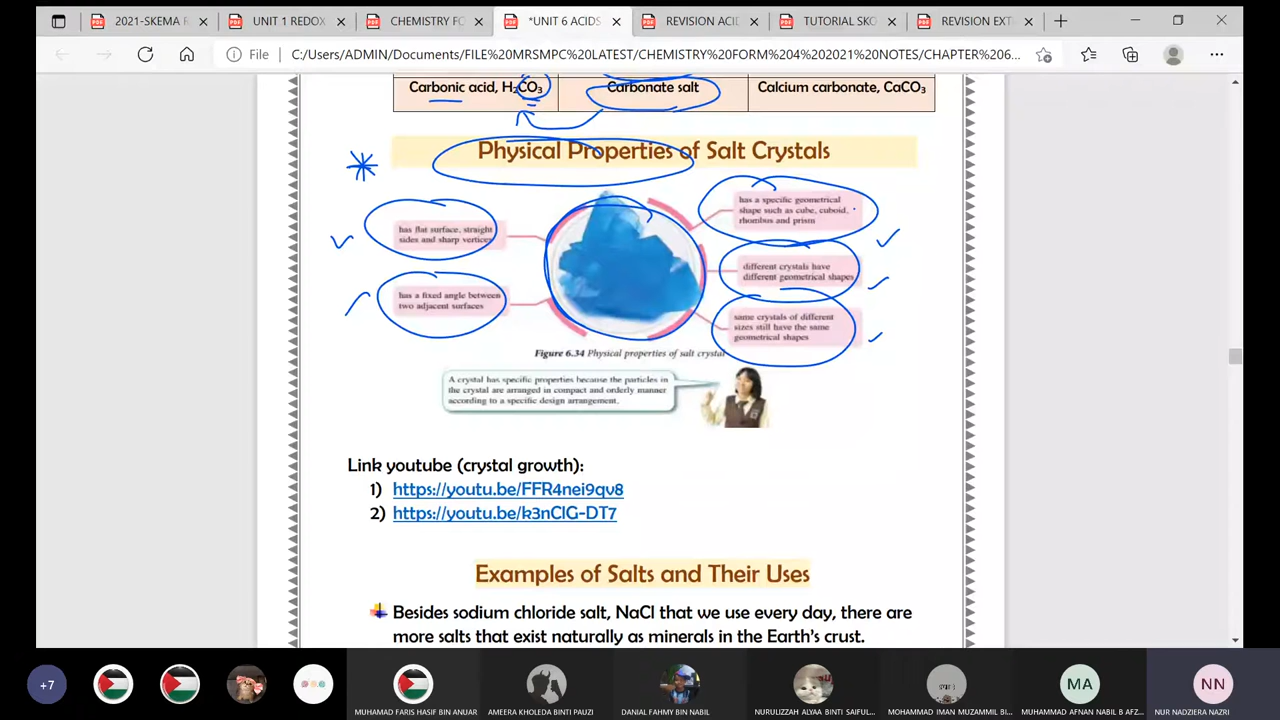 2021-SKEMA R
UNIT 1 REDOX
CHEMISTRY FO
*UNIT 6 ACIDS
REVISION ACID
TUTORIAL SKO
REVISION EXT
File
C:/Users/ADMIN/Documents/FILE%20MRSMPC%20LATEST/CHEMISTRY%20FORM%204%202021%20NOTES/CHAPTER%206...
Carbonic acid, H₂CO₃
Carbonate salt
Calcium carbonate, CaCO₃
Physical Properties of Salt Crystals
has flat surface, straight
sides and sharp vertices
has a fixed angle between
two adjacent surfaces
has a specific geometrical
shape such as cube, cuboid,
rhombus and prism
different crystals have
different geometrical shapes
same crystals of different
sizes still have the same
geometrical shapes
Figure 6.34 Physical properties of salt crystal
A crystal has specific properties because the particles in
the crystal are arranged in compact and orderly manner
according to a specific design arrangement.
Link youtube (crystal growth):
1) https://youtu.be/FFR4nei9qv8
2) https://youtu.be/k3nClG-DT7
Examples of Salts and Their Uses
Besides sodium chloride salt, NaCl that we use every day, there are
more salts that exist naturally as minerals in the Earth's crust.
+7
MUHAMAD FARIS HASIF BIN ANUAR
AMEERA KHOLEDA BINTI PAUZI
DANIAL FAHMY BIN NABIL
NURULIZZAH ALYAA BINTI SAIFUL...
MOHAMMAD IMAN MUZAMMIL BI...
MA
MUHAMMAD AFNAN NABIL B AFZ...
NN
NUR NADZIERA NAZRI